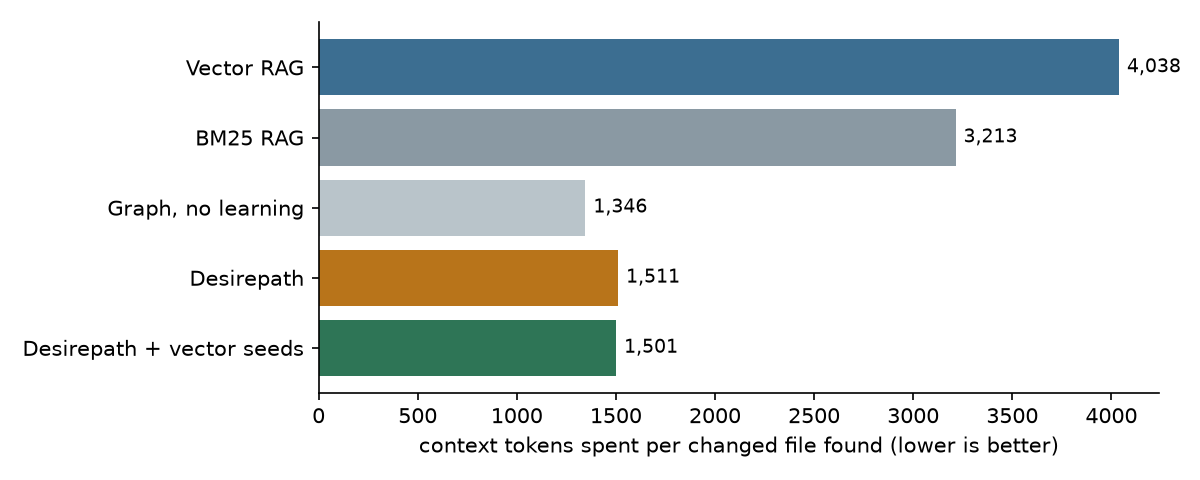 Vector RAG 4,038
BM25 RAG 3,213
Graph, no learning 1,346
Desirepath 1,511
Desirepath + vector seeds 1,501
0 500 1000 1500 2000 2500 3000 3500 4000
context tokens spent per changed file found (lower is better)